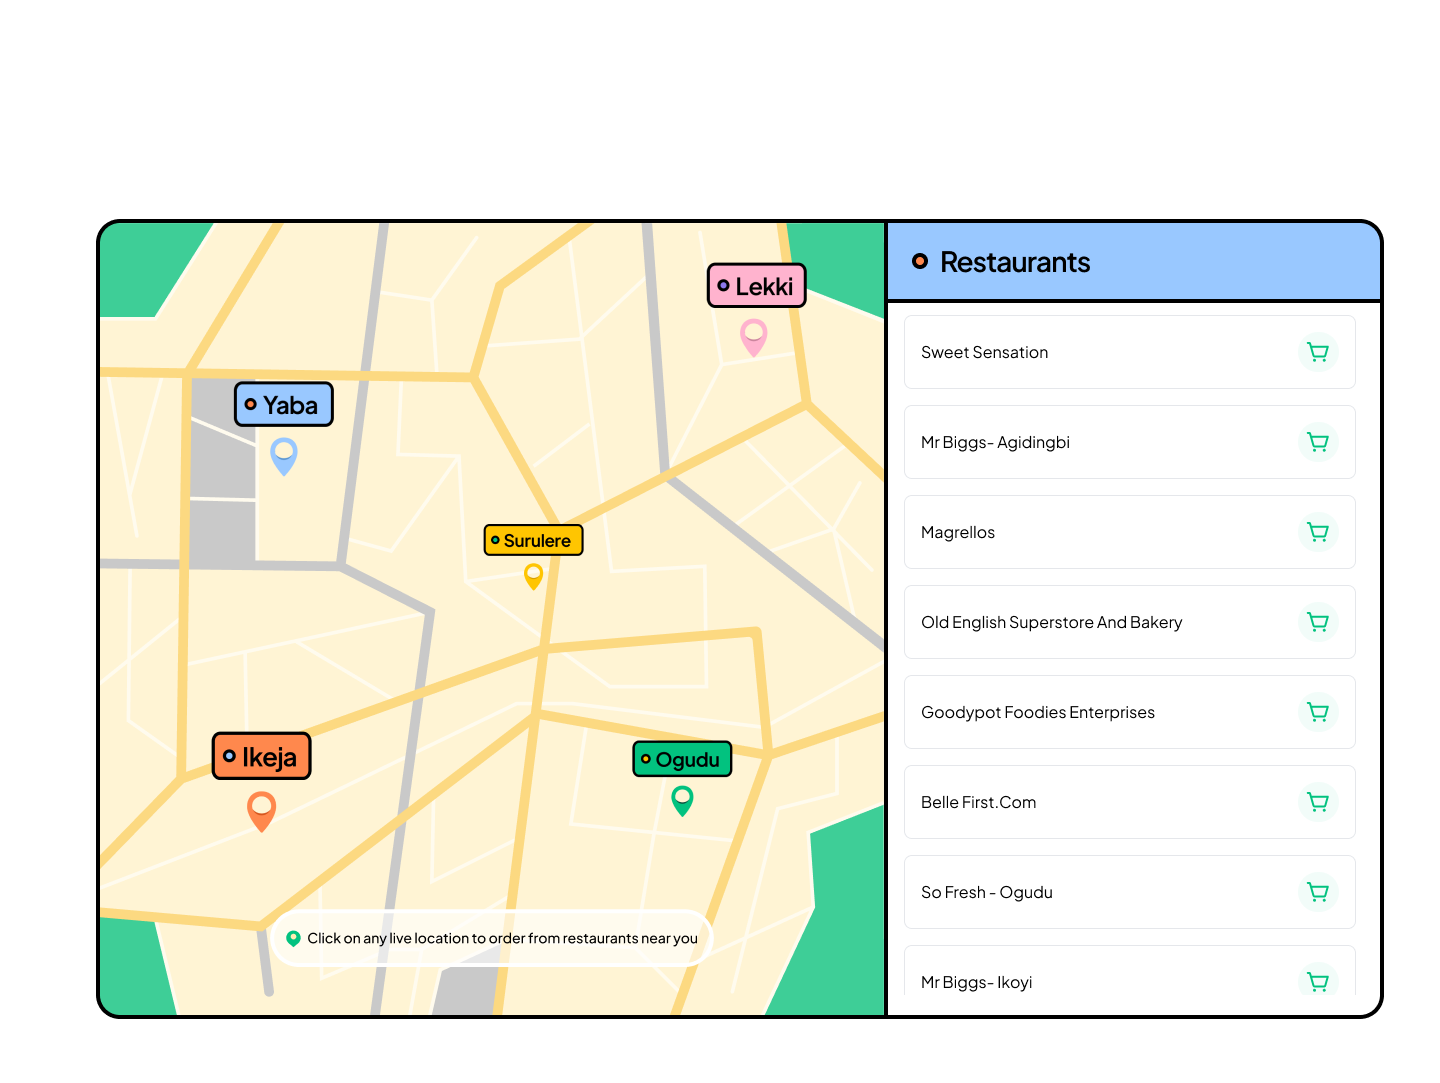 Lekki
Yaba
Surulere
Ikeja
Ogudu
Click on any live location to order from restaurants near you
Restaurants
Sweet Sensation
Mr Biggs- Agidingbi
Magrellos
Old English Superstore And Bakery
Goodypot Foodies Enterprises
Belle First.Com
So Fresh - Ogudu
Mr Biggs- Ikoyi